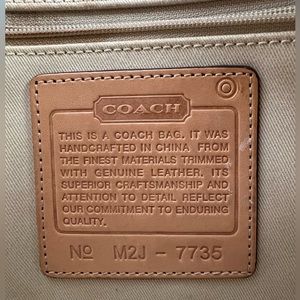 COACH
THIS IS A COACH BAG. IT WAS
HANDCRAFTED IN CHINA FROM
THE FINEST MATERIALS TRIMMED
WITH GENUINE LEATHER. ITS
SUPERIOR CRAFTSMANSHIP AND
ATTENTION TO DETAIL REFLECT
OUR COMMITMENT TO ENDURING
QUALITY.
Nº M2J - 7735